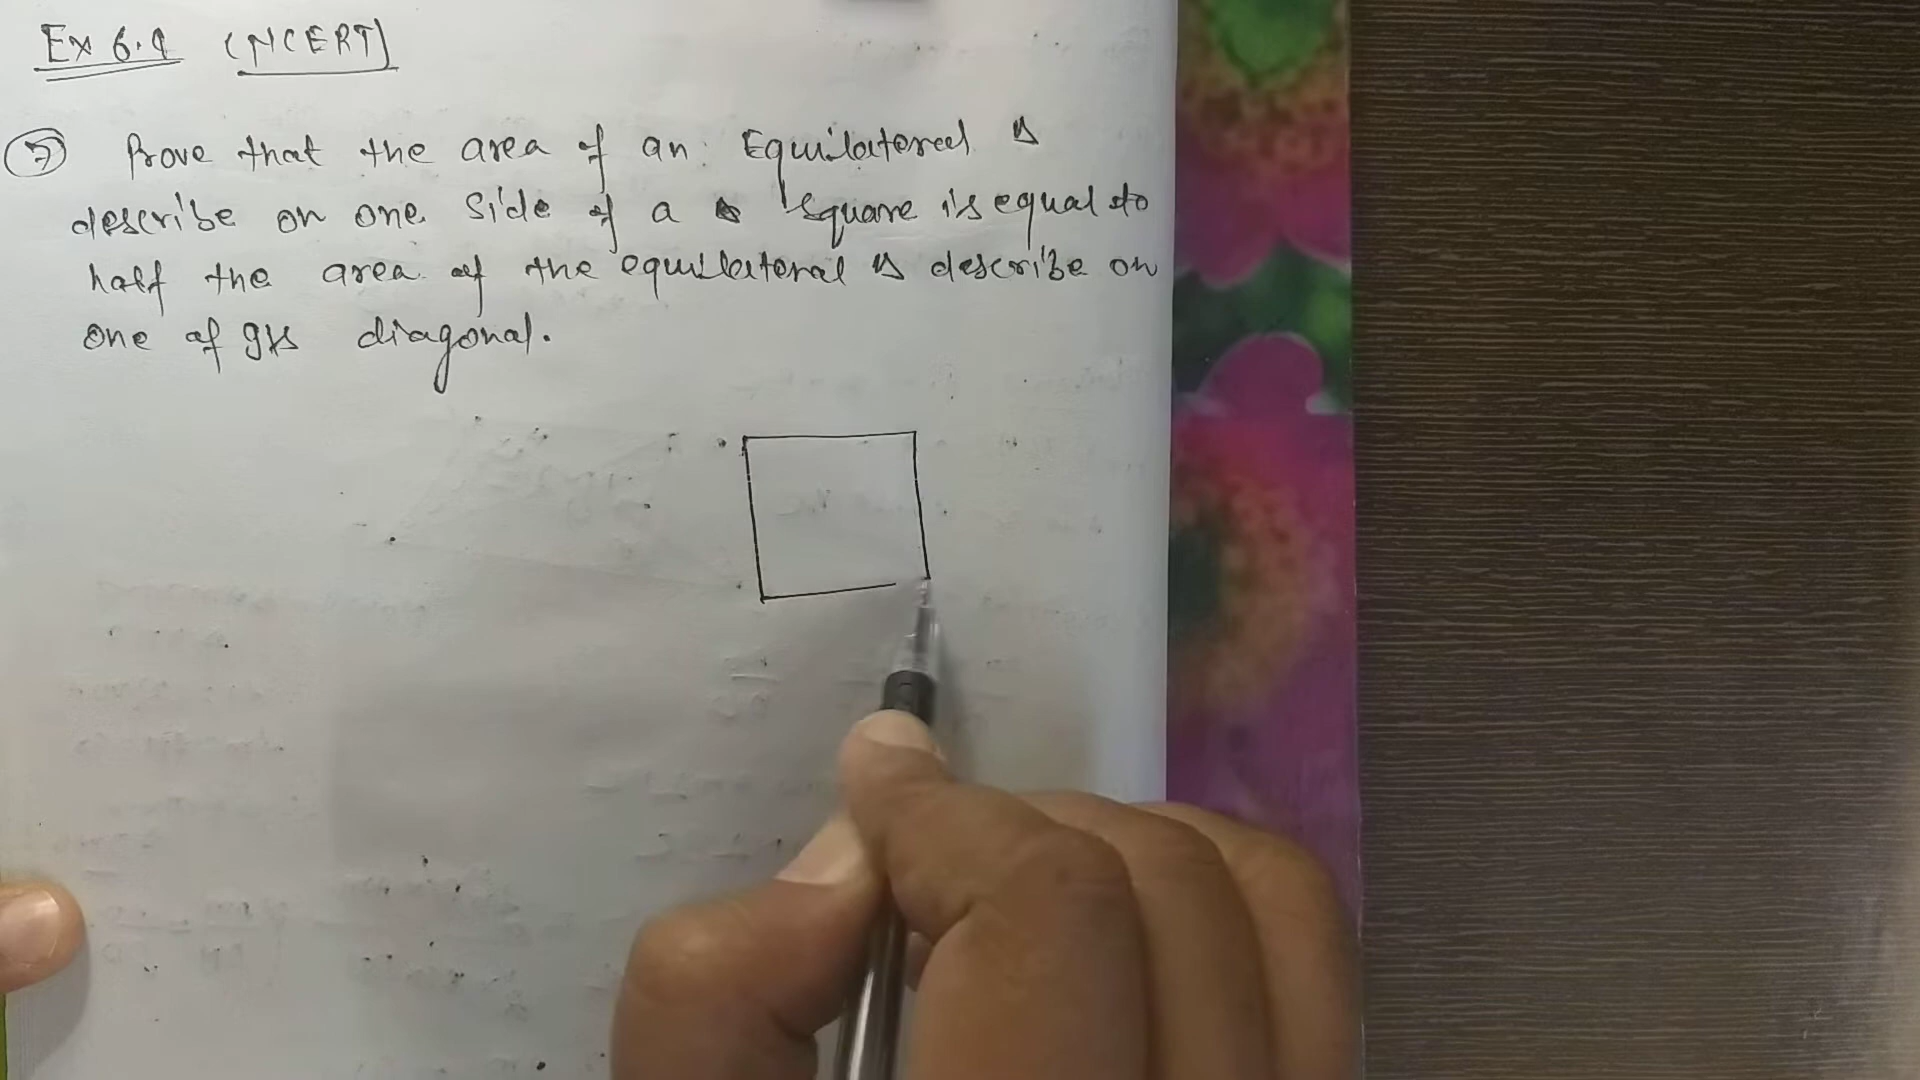 Ex 6.4 (NCERT)
⑤ Prove that the area of an Equilateral Δ
describe on one side of a square is equal to
half the area of the equilateral Δ describe on
one of its diagonal.